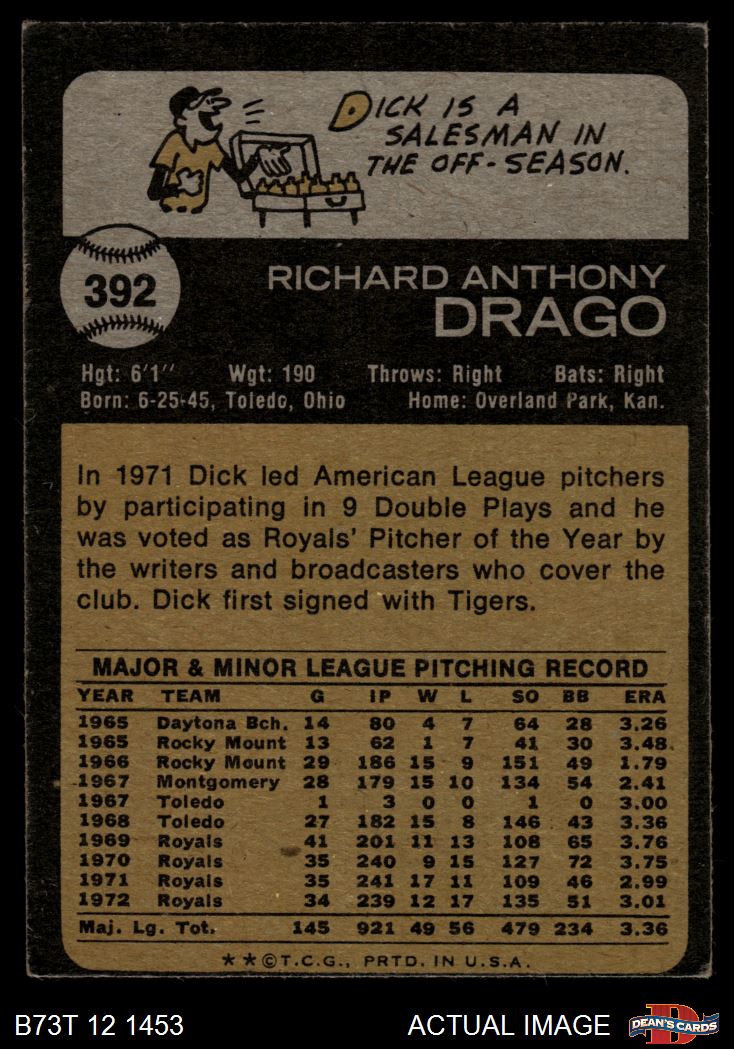 DICK IS A
SALESMAN IN
THE OFF-SEASON.
392
RICHARD ANTHONY
DRAGO
Hgt: 6'1" Wgt: 190 Throws: Right Bats: Right
Born: 6-25-45, Toledo, Ohio Home: Overland Park, Kan.
In 1971 Dick led American League pitchers
by participating in 9 Double Plays and he
was voted as Royals' Pitcher of the Year by
the writers and broadcasters who cover the
club. Dick first signed with Tigers.
MAJOR & MINOR LEAGUE PITCHING RECORD
YEAR TEAM G IP W L SO BB ERA
1965 Daytona Bch. 14 80 4 7 64 28 3.26
1965 Rocky Mount 13 62 1 7 41 30 3.48
1966 Rocky Mount 29 186 15 9 151 49 1.79
1967 Montgomery 28 179 15 10 134 54 2.41
1967 Toledo 1 3 0 0 1 0 3.00
1968 Toledo 27 182 15 8 146 43 3.36
1969 Royals 41 201 11 13 108 65 3.76
1970 Royals 35 240 9 15 127 72 3.75
1971 Royals 35 241 17 11 109 46 2.99
1972 Royals 34 239 12 17 135 51 3.01
Maj. Lg. Tot. 145 921 49 56 479 234 3.36
**©T.C.G., PRTD. IN U.S.A.
B73T 12 1453 ACTUAL IMAGE D DEAN'S CARDS